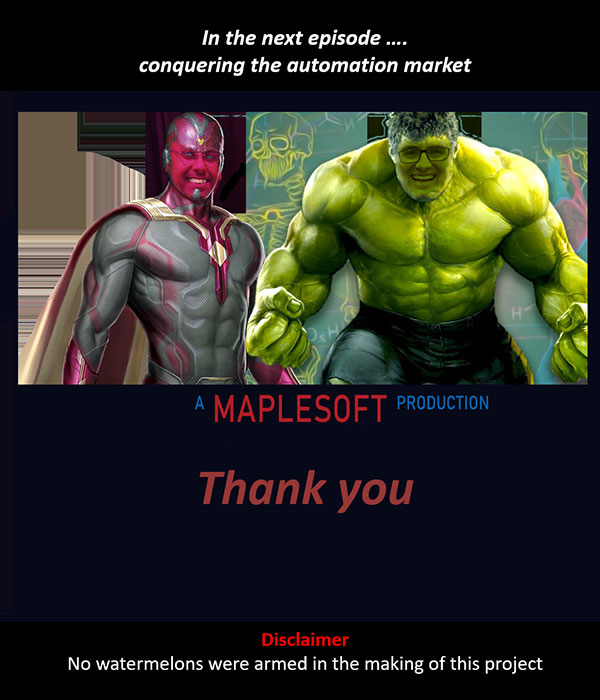 In the next episode ....
conquering the automation market
A MAPLESOFT PRODUCTION
Thank you
Disclaimer
No watermelons were armed in the making of this project